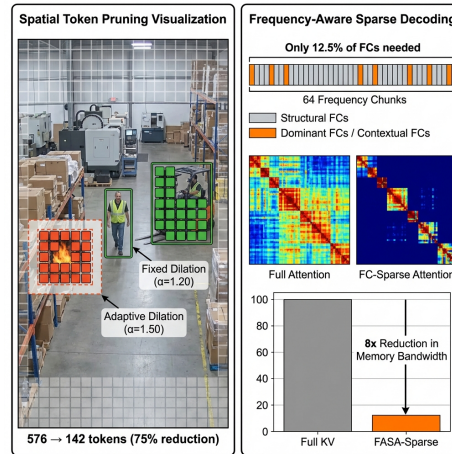 Spatial Token Pruning Visualization
Fixed Dilation
(α=1.20)
Adaptive Dilation
(α=1.50)
576 → 142 tokens (75% reduction)
Frequency-Aware Sparse Decoding
Only 12.5% of FCs needed
64 Frequency Chunks
Structural FCs
Dominant FCs / Contextual FCs
Full Attention
FC-Sparse Attention
100
80
60
40
20
0
8x Reduction in
Memory Bandwidth
Full KV
FASA-Sparse